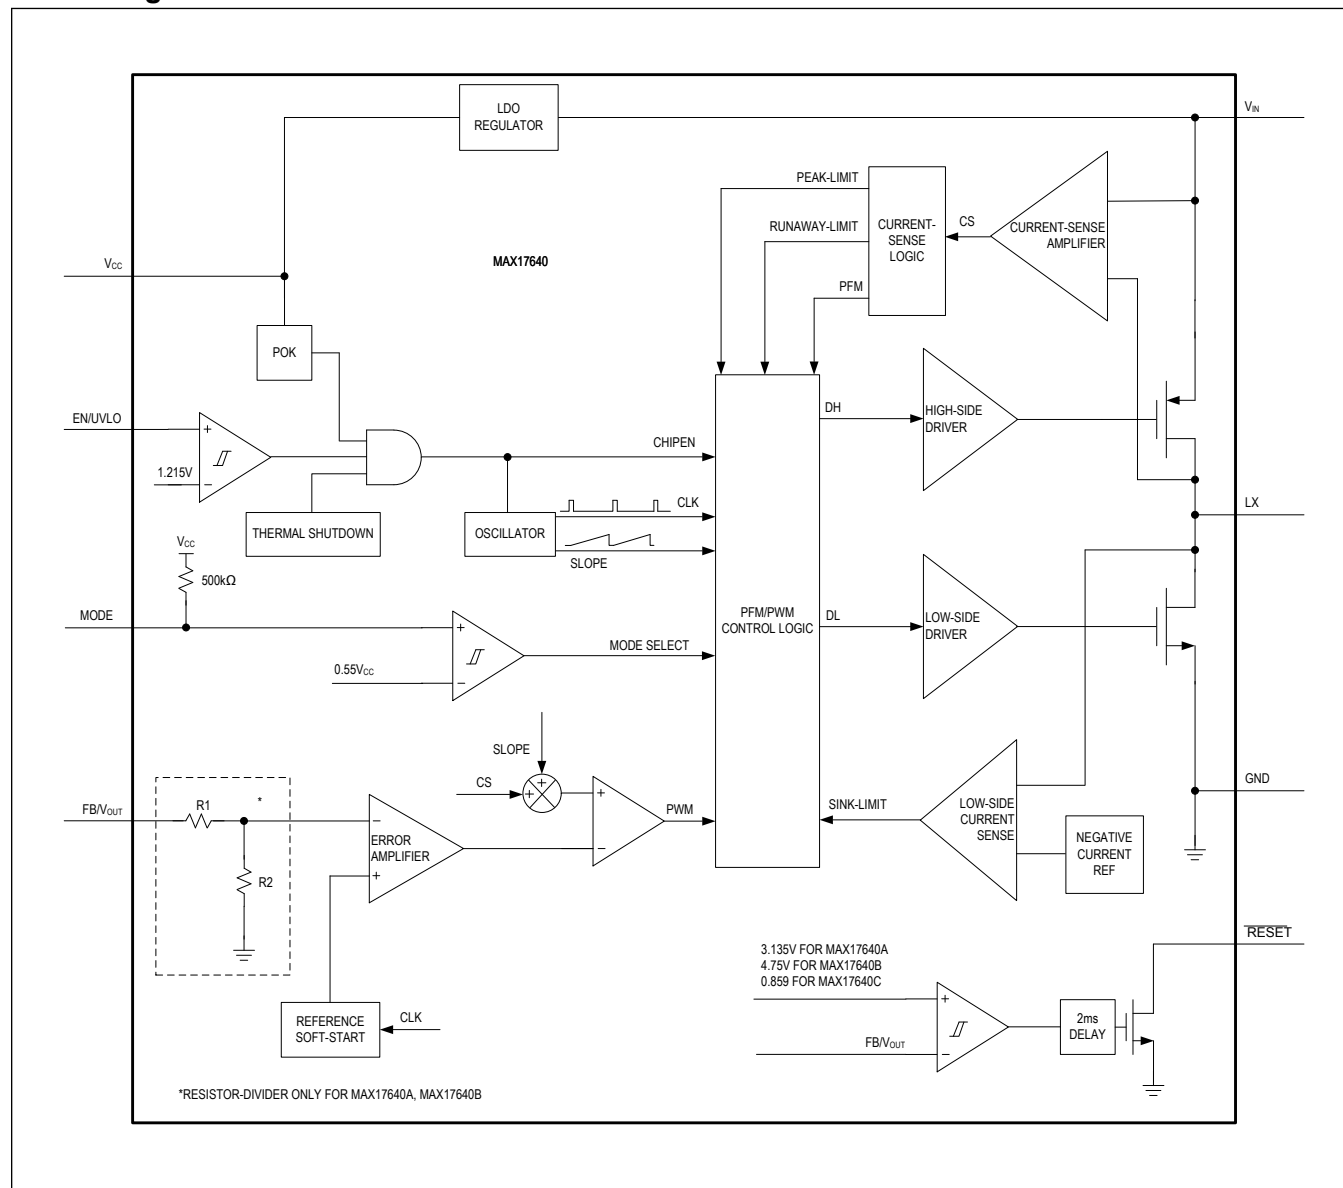 LDO
REGULATOR
VIN
PEAK-LIMIT
RUNAWAY-LIMIT
PFM
CURRENT-
SENSE
LOGIC
CS
CURRENT-SENSE
AMPLIFIER
VCC
MAX17640
POK
EN/UVLO
+
1.215V
−
CHIPEN
DH
HIGH-SIDE
DRIVER
THERMAL SHUTDOWN
OSCILLATOR
CLK
SLOPE
LX
VCC
500kΩ
MODE
+
0.55VCC
−
MODE SELECT
PFM/PWM
CONTROL LOGIC
DL
LOW-SIDE
DRIVER
SLOPE
CS
+
+
+
−
PWM
SINK-LIMIT
LOW-SIDE
CURRENT
SENSE
GND
NEGATIVE
CURRENT
REF
FB/VOUT
R1
*
R2
−
ERROR
AMPLIFIER
+
REFERENCE
SOFT-START
CLK
3.135V FOR MAX17640A
4.75V FOR MAX17640B
0.859 FOR MAX17640C
+
FB/VOUT
−
2ms
DELAY
RESET
*RESISTOR-DIVIDER ONLY FOR MAX17640A, MAX17640B